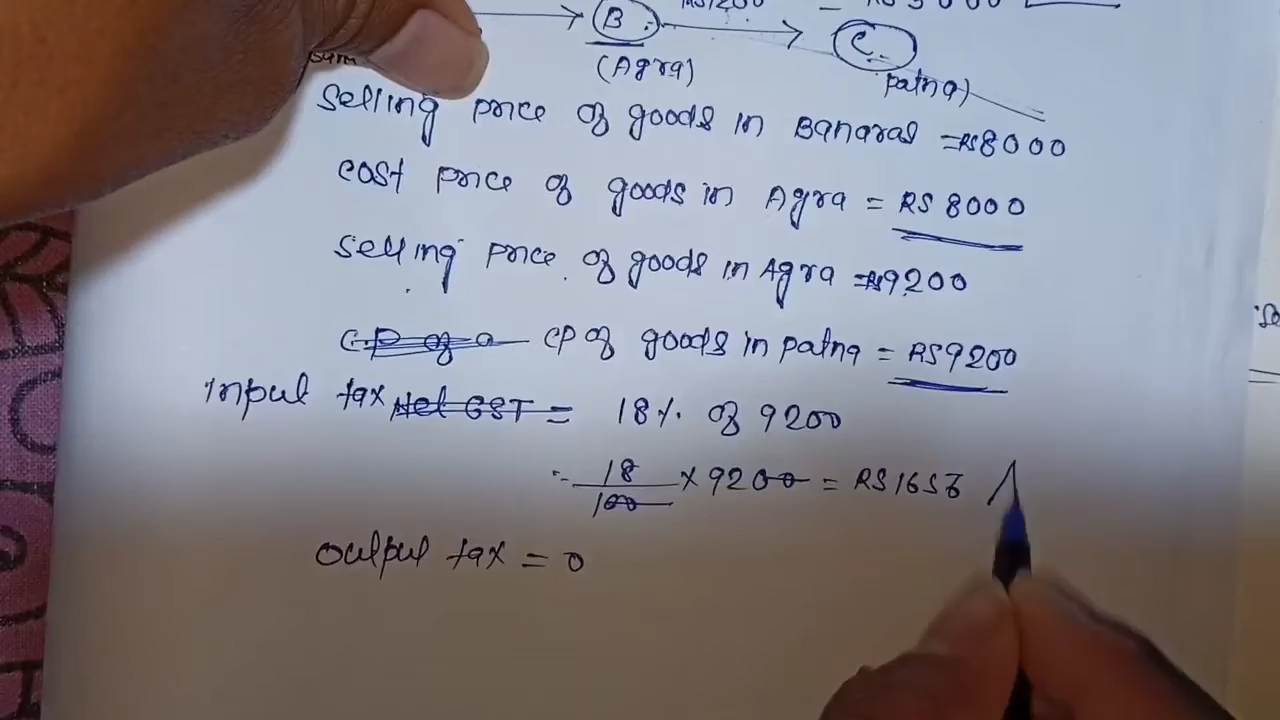 B
C
(Agra)
Patna)
Selling price of goods in Banaras = RS 8000
Cost price of goods in Agra = RS 8000
Selling price of goods in Agra = RS 9200
CP of a CP of goods in patna = RS 9200
Input tax Net GST = 18% of 9200
= 18/100 × 9200 = RS 1656
Output tax = 0